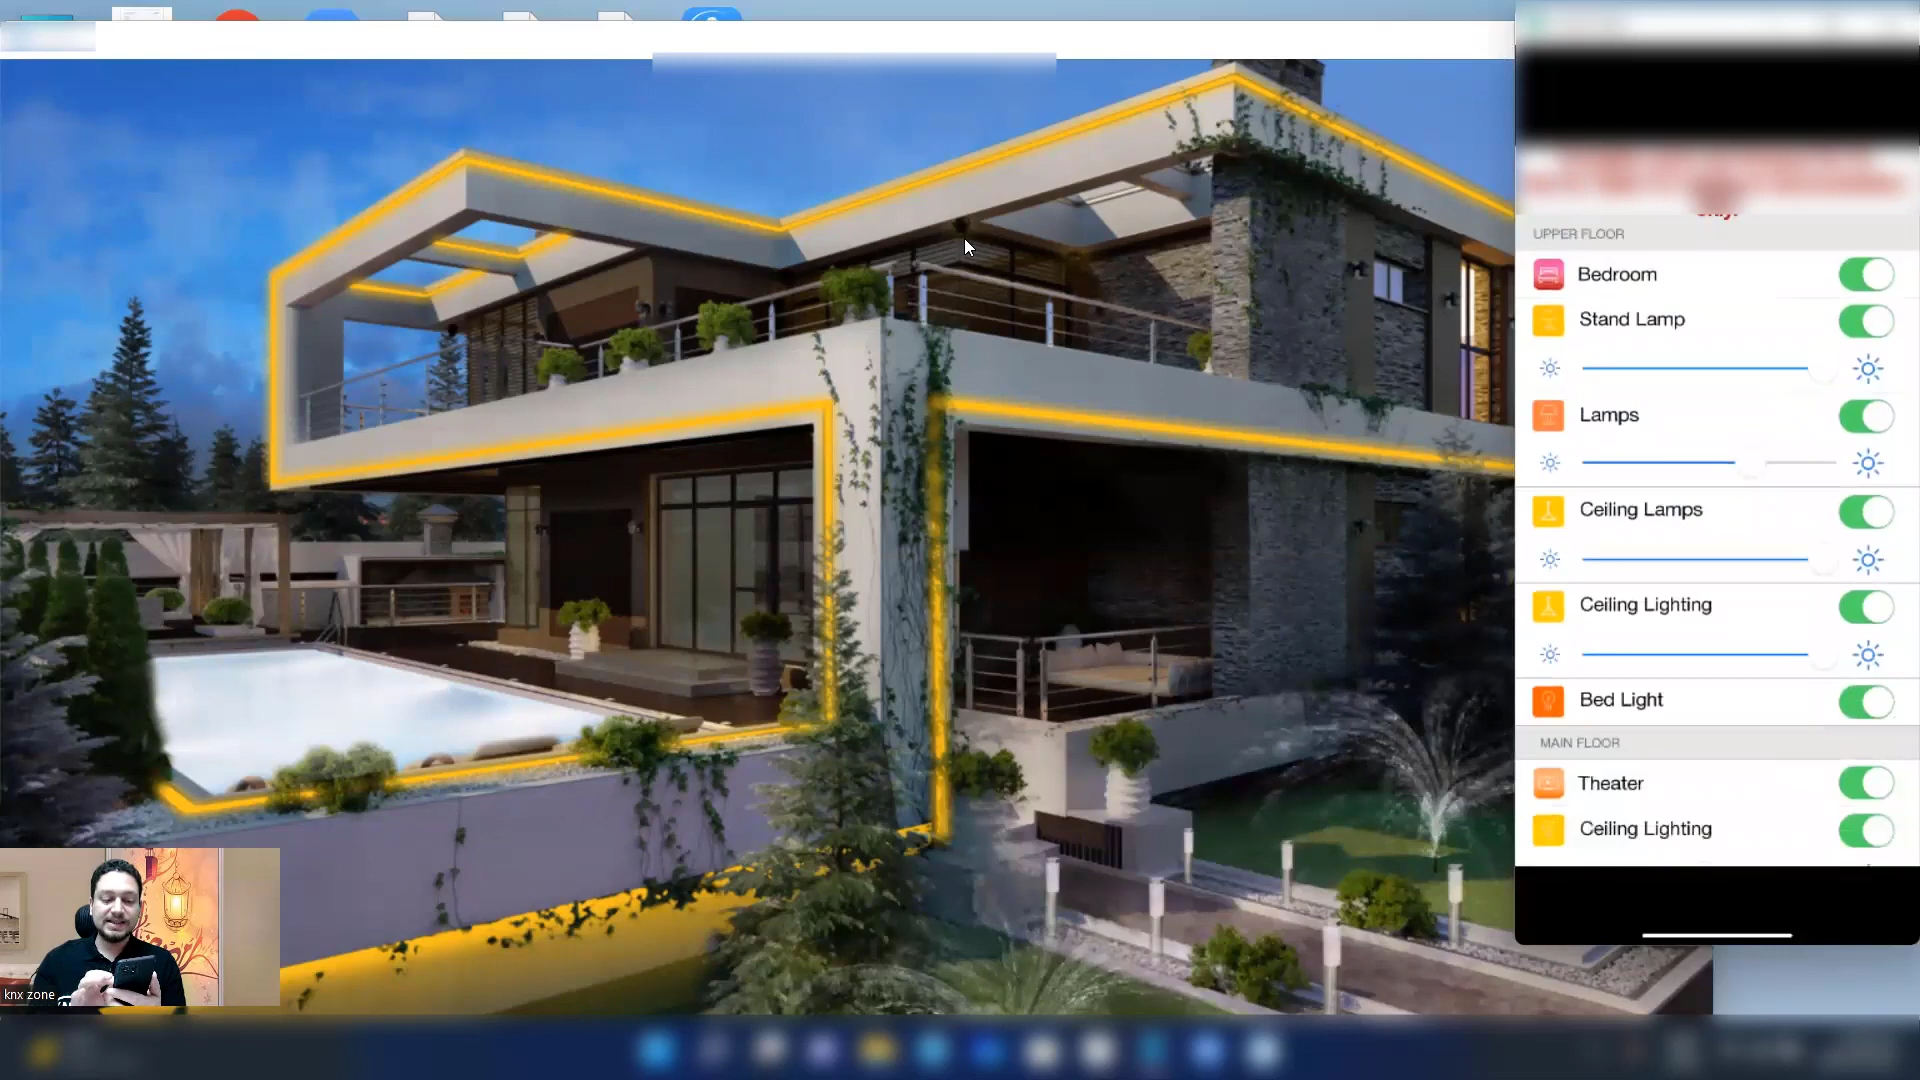 only.
UPPER FLOOR
Bedroom
Stand Lamp
Lamps
Ceiling Lamps
Ceiling Lighting
Bed Light
MAIN FLOOR
Theater
Ceiling Lighting
knx zone